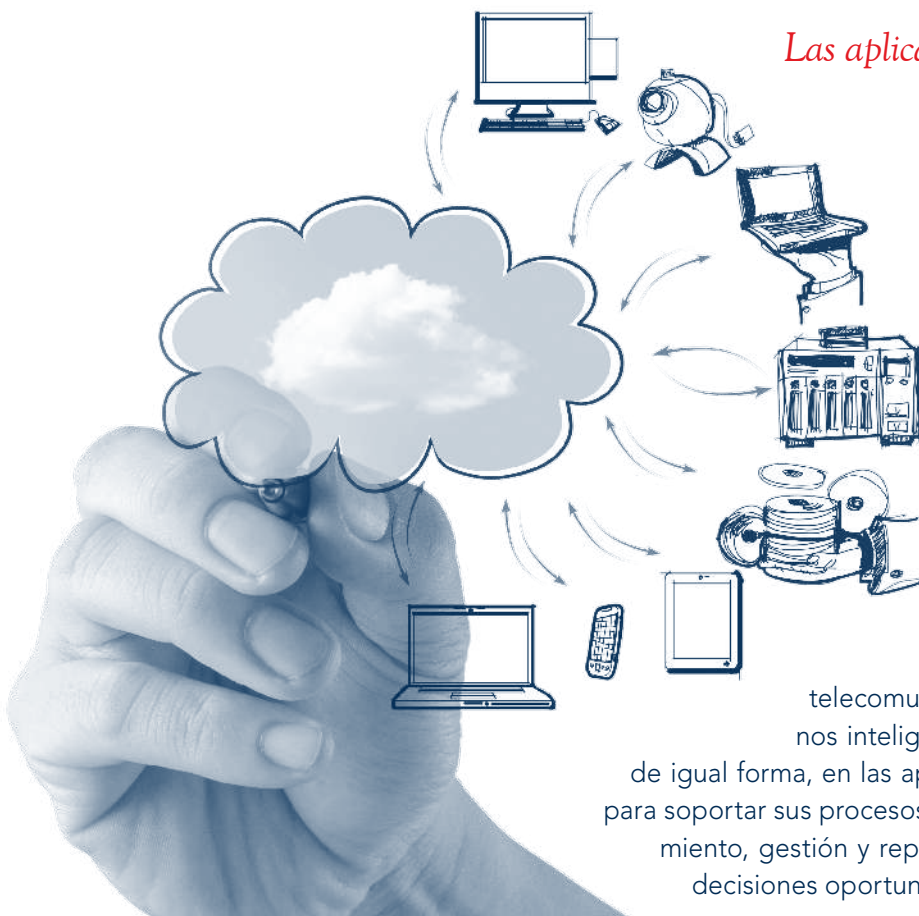 Las aplica
telecomu
nos intelig
de igual forma, en las ap
para soportar sus procesos
miento, gestión y rep
decisiones oportun